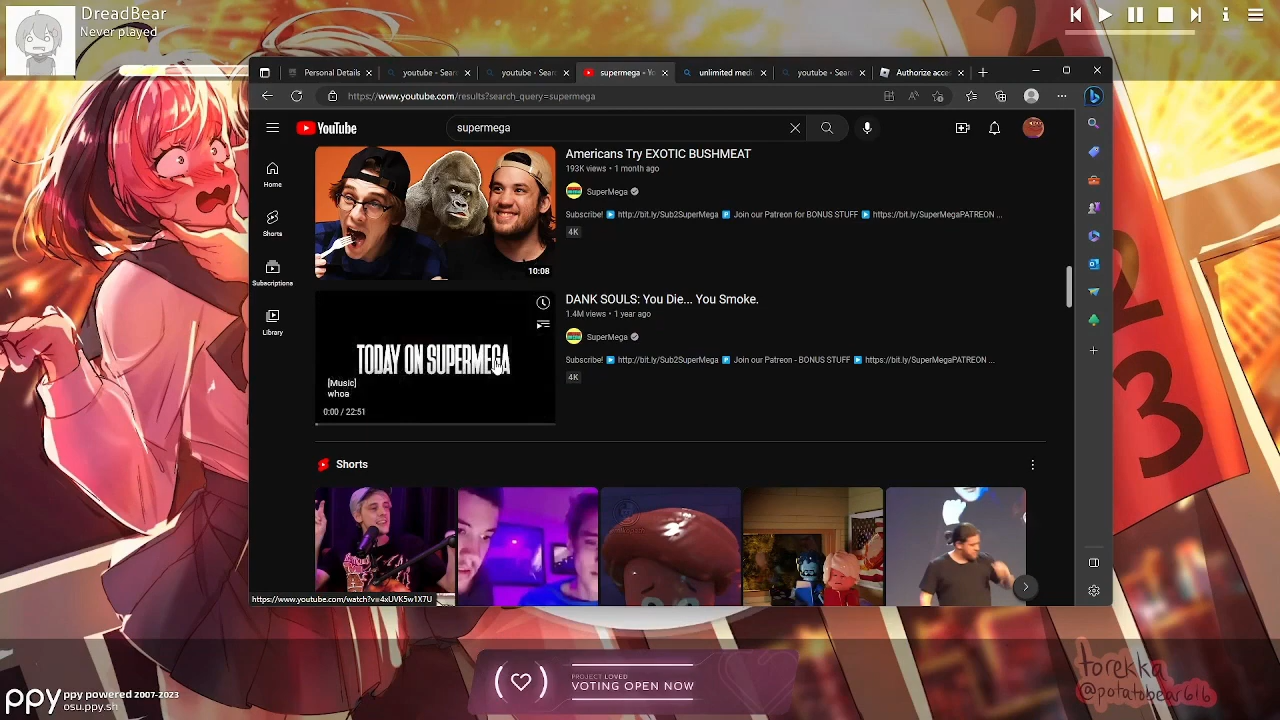 DreadBear
Never played
Personal Details
youtube - Sear
youtube - Sear
supermega - Yo
unlimited medi
youtube - Sear
Authorize acces
https://www.youtube.com/results?search_query=supermega
YouTube
supermega
Home
Shorts
Subscriptions
Library
Americans Try EXOTIC BUSHMEAT
193K views • 1 month ago
SuperMega
Subscribe! http://bit.ly/Sub2SuperMega Join our Patreon for BONUS STUFF https://bit.ly/SuperMegaPATREON ...
4K
10:08
DANK SOULS: You Die... You Smoke.
1.4M views • 1 year ago
SuperMega
Subscribe! http://bit.ly/Sub2SuperMega Join our Patreon - BONUS STUFF https://bit.ly/SuperMegaPATREON ...
4K
TODAY ON SUPERMEGA
[Music]
whoa
0:00 / 22:51
Shorts
https://www.youtube.com/watch?v=4xUVK5w1X7U
2
2
3
PROJECT LOVED
VOTING OPEN NOW
ppy
ppy powered 2007-2023
osu.ppy.sh
torekka
@potatobear616